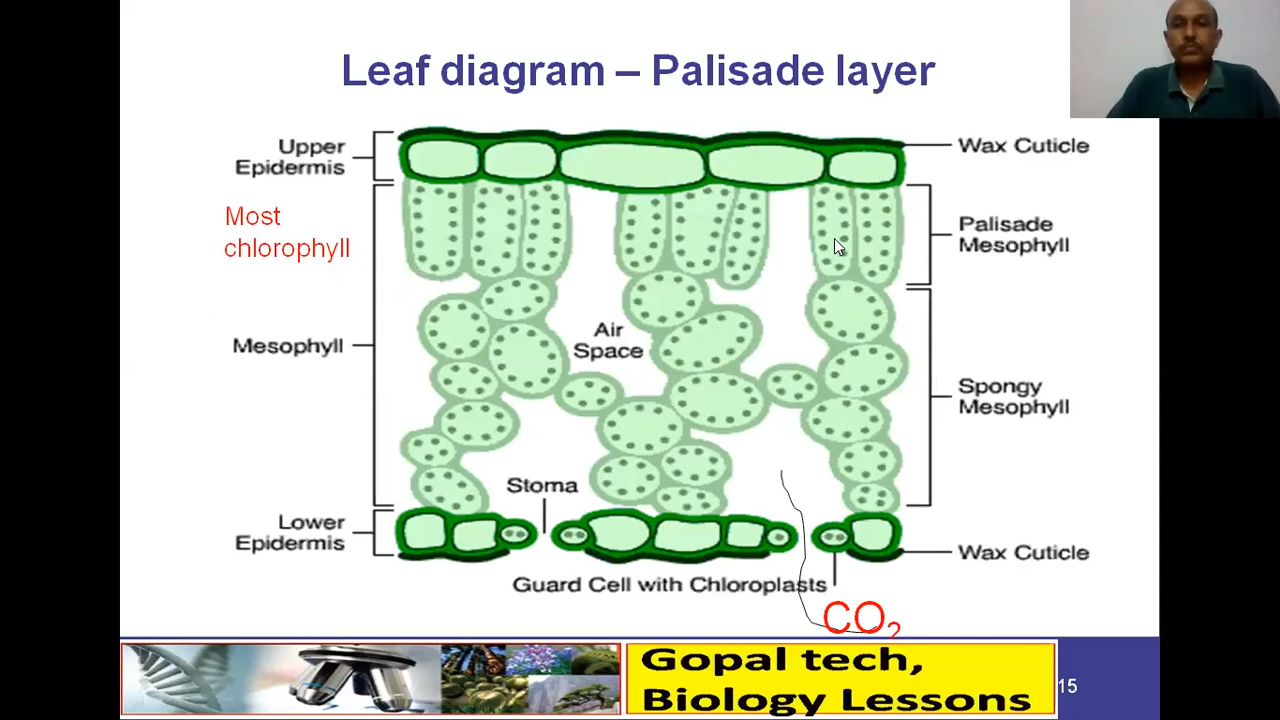 Leaf diagram – Palisade layer
Upper
Epidermis
Wax Cuticle
Most
chlorophyll
Palisade
Mesophyll
Mesophyll
Air
Space
Spongy
Mesophyll
Stoma
Lower
Epidermis
Wax Cuticle
Guard Cell with Chloroplasts
CO2
Gopal tech,
Biology Lessons
15